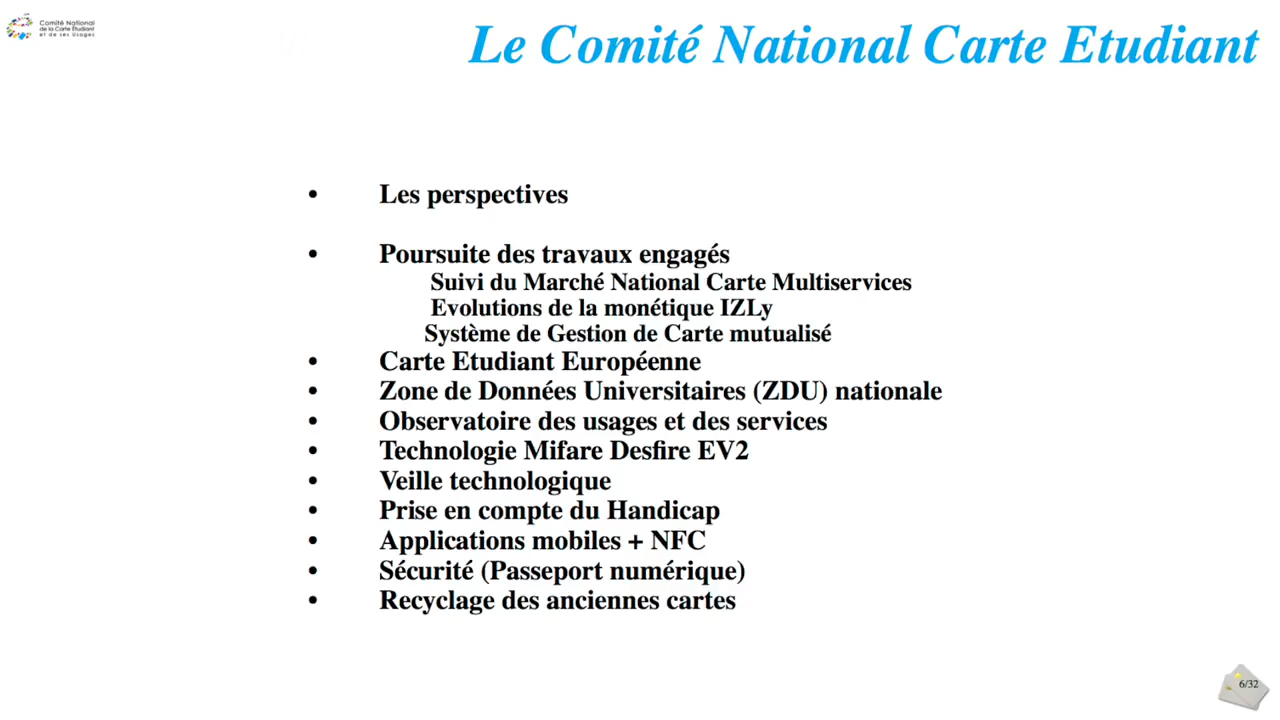 Comité National
de la Carte Etudiant
et de ses Usages
Le Comité National Carte Etudiant
• Les perspectives
• Poursuite des travaux engagés
Suivi du Marché National Carte Multiservices
Evolutions de la monétique IZLy
Système de Gestion de Carte mutualisé
• Carte Etudiant Européenne
• Zone de Données Universitaires (ZDU) nationale
• Observatoire des usages et des services
• Technologie Mifare Desfire EV2
• Veille technologique
• Prise en compte du Handicap
• Applications mobiles + NFC
• Sécurité (Passeport numérique)
• Recyclage des anciennes cartes
6/32